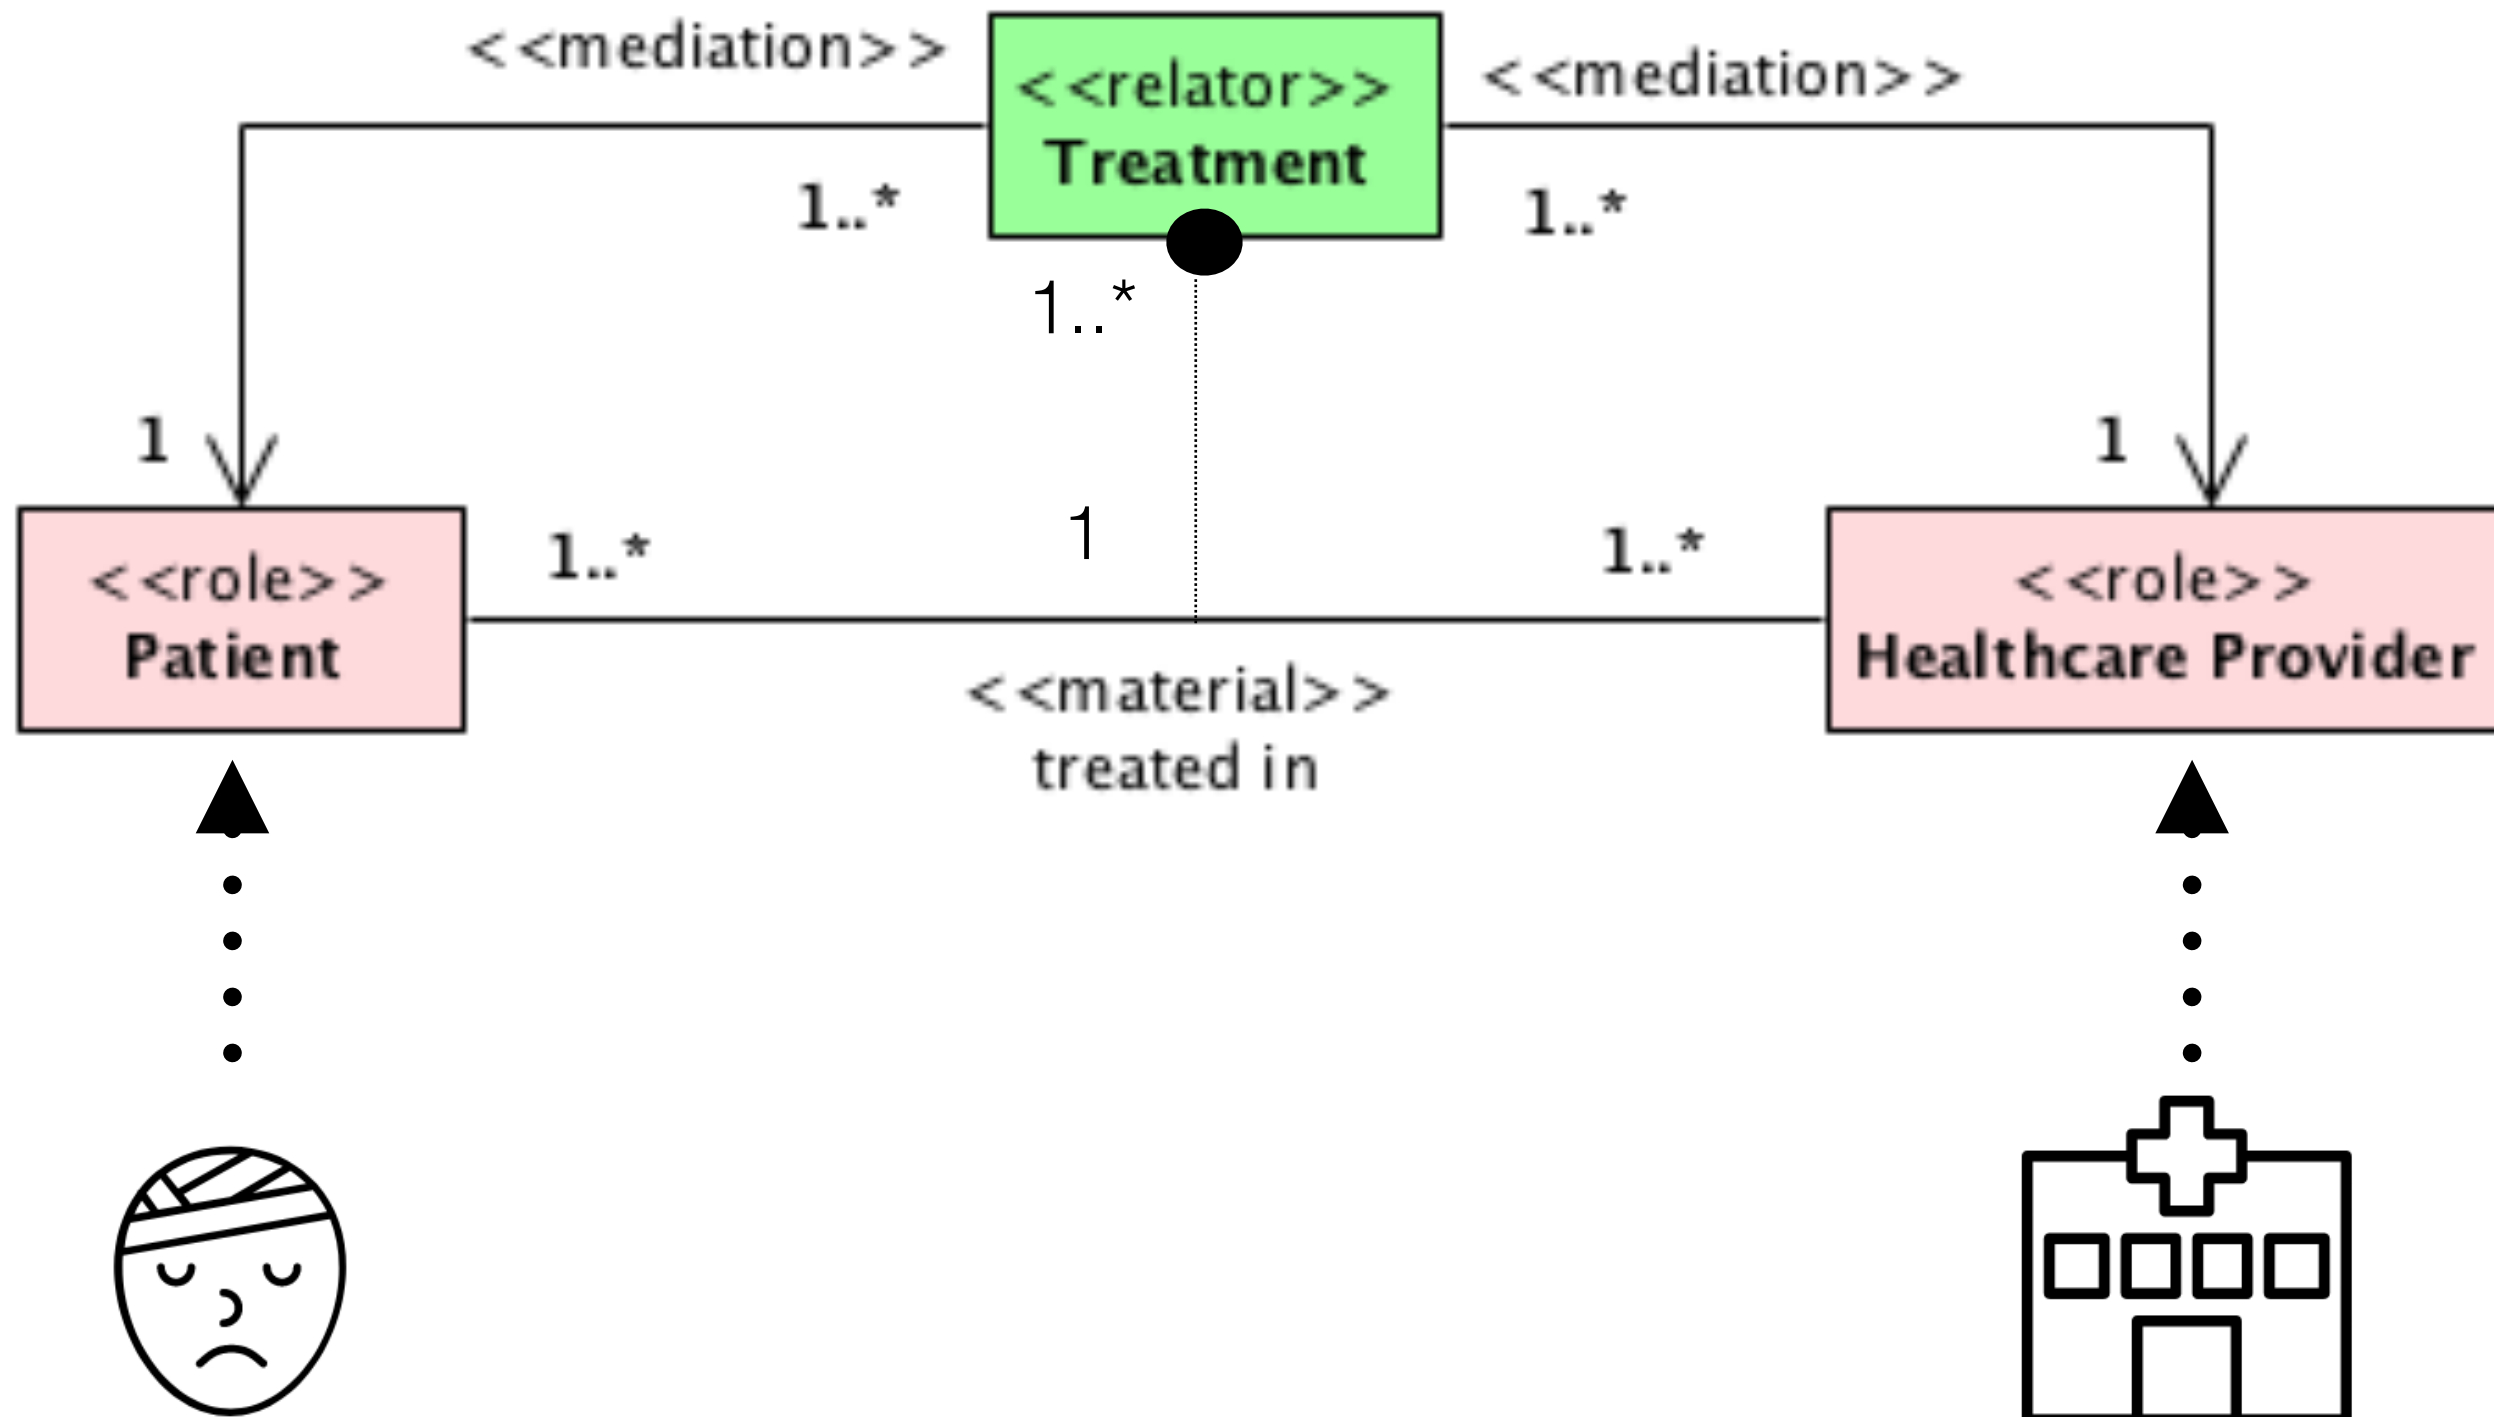 <<mediation>>
<<relator>>
Treatment
<<mediation>>
1..*
1..*
1..*
1
1
1
<<role>>
Patient
1..*
1..*
<<role>>
Healthcare Provider
<<material>>
treated in